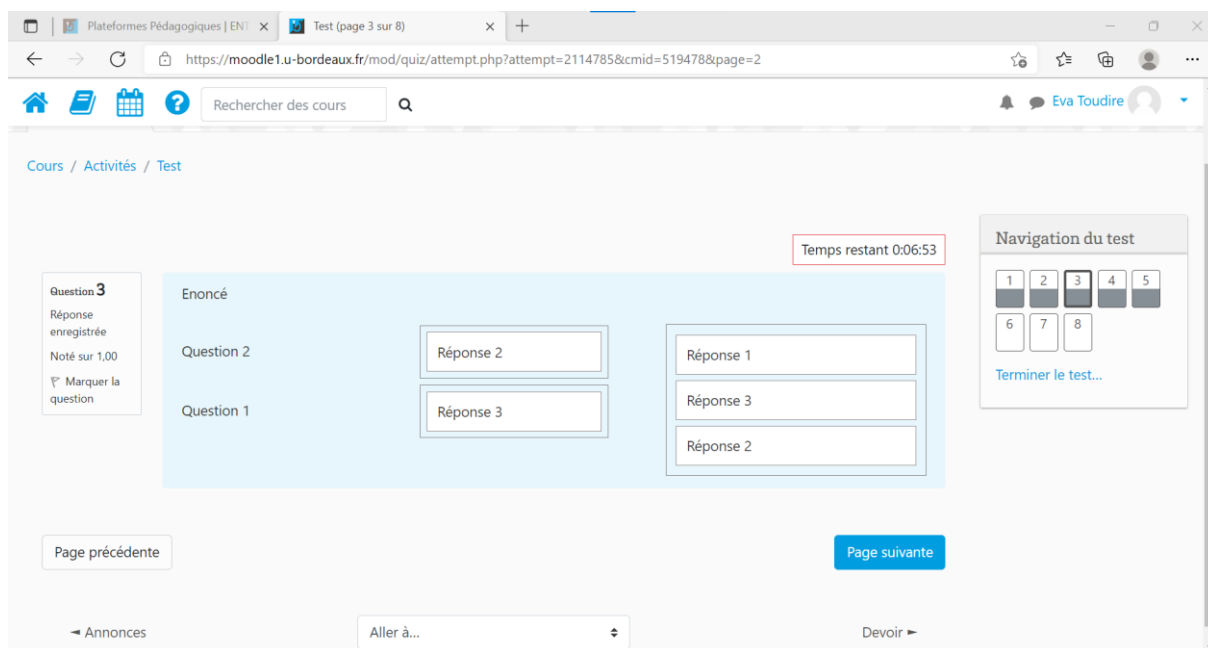 Plateformes Pédagogiques | ENT
Test (page 3 sur 8)
https://moodle1.u-bordeaux.fr/mod/quiz/attempt.php?attempt=2114785&cmid=519478&page=2
Rechercher des cours
Eva Toudire
Cours / Activités / Test
Temps restant 0:06:53
Question 3
Réponse
enregistrée
Noté sur 1,00
Marquer la
question
Enoncé
Question 2
Réponse 2
Question 1
Réponse 3
Réponse 1
Réponse 3
Réponse 2
Navigation du test
1 2 3 4 5
6 7 8
Terminer le test...
Page précédente
Page suivante
◄ Annonces
Aller à...
Devoir ►